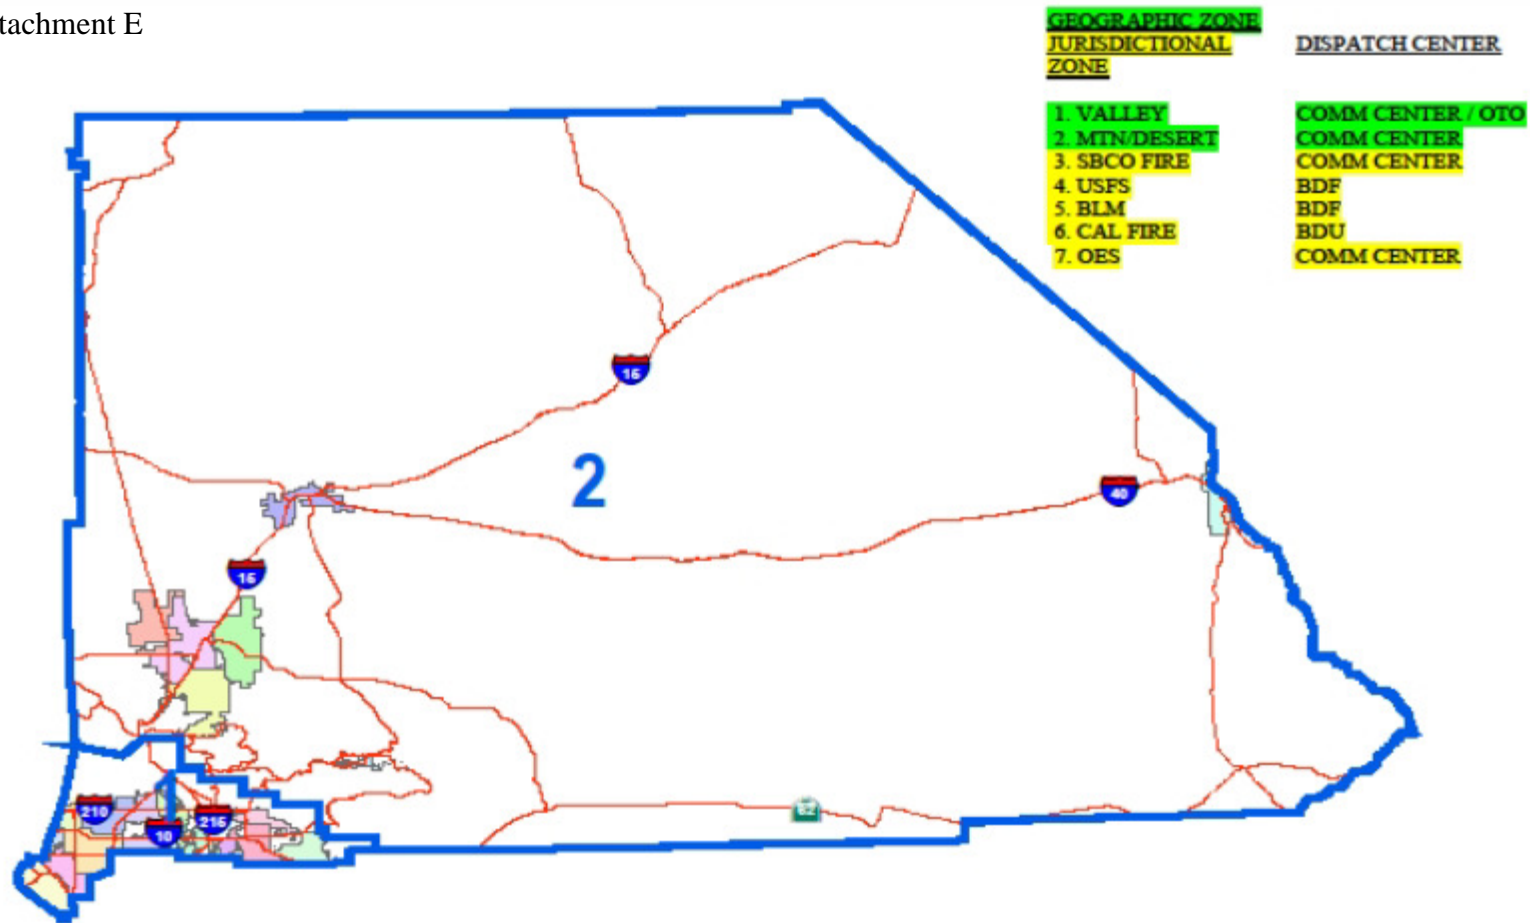 tachment E
GEOGRAPHIC ZONE
JURISDICTIONAL DISPATCH CENTER
ZONE
1. VALLEY COMM CENTER / OTO
2. MTN/DESERT COMM CENTER
3. SBCO FIRE COMM CENTER
4. USFS BDF
5. BLM BDF
6. CAL FIRE BDU
7. OES COMM CENTER
15
2
40
15
210
10
215
62